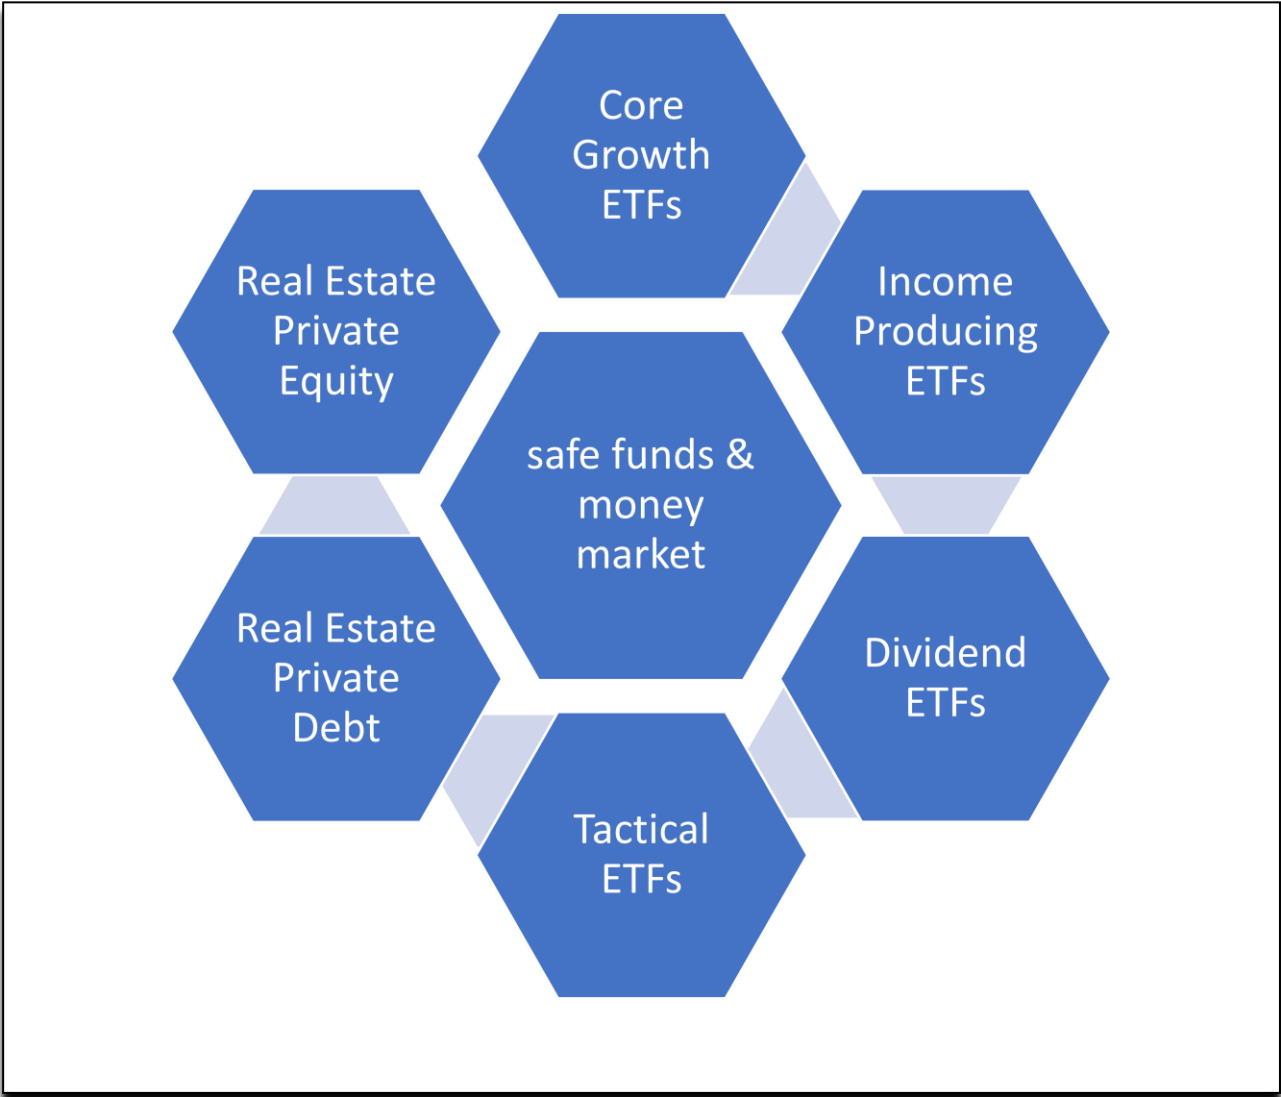 Core
Growth
ETFs
Income
Producing
ETFs
Dividend
ETFs
Tactical
ETFs
Real Estate
Private
Debt
Real Estate
Private
Equity
safe funds &
money
market